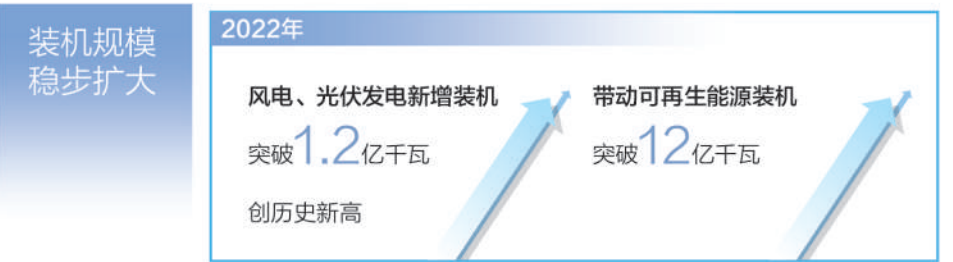 装机规模
稳步扩大
2022年
风电、光伏发电新增装机
突破1.2亿千瓦
创历史新高
带动可再生能源装机
突破12亿千瓦